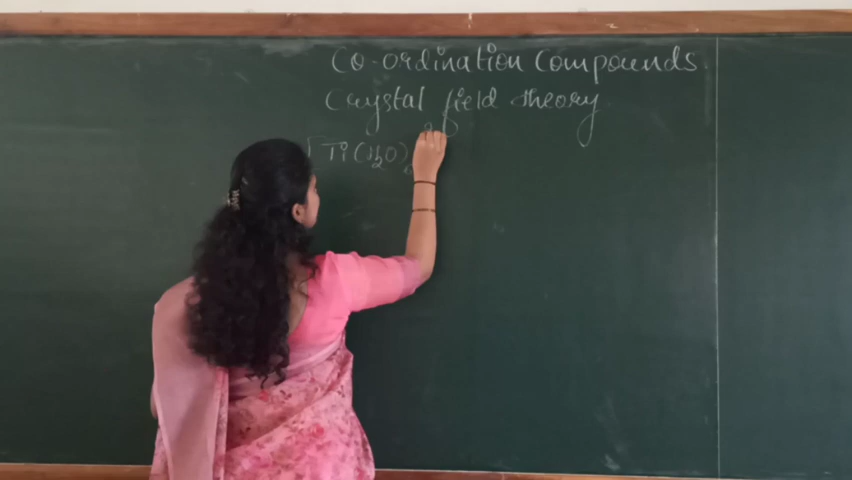 Co-ordination Compounds.
Crystal field theory
[Ti(H2O)